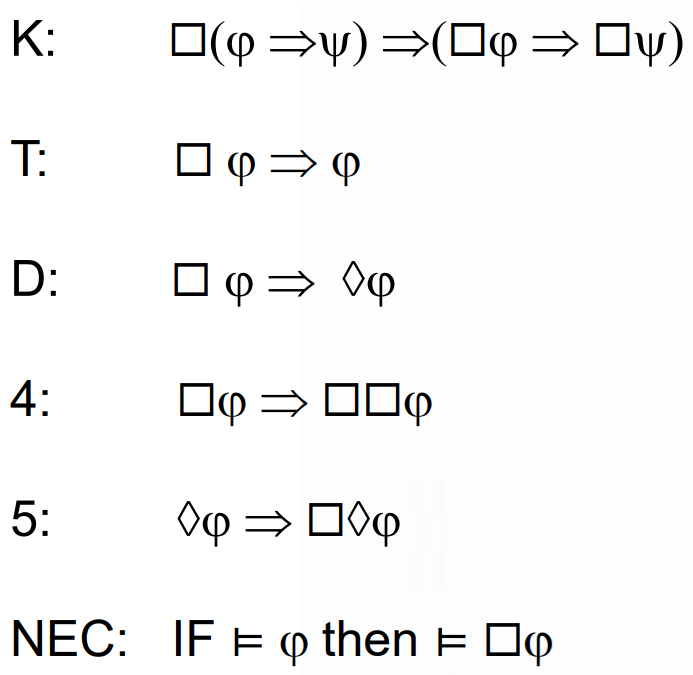 K: □(φ ⇒ψ) ⇒(□φ ⇒ □ψ)
T: □ φ ⇒ φ
D: □ φ ⇒ ◊φ
4: □φ ⇒ □□φ
5: ◊φ ⇒ □◊φ
NEC: IF ⊨ φ then ⊨ □φ